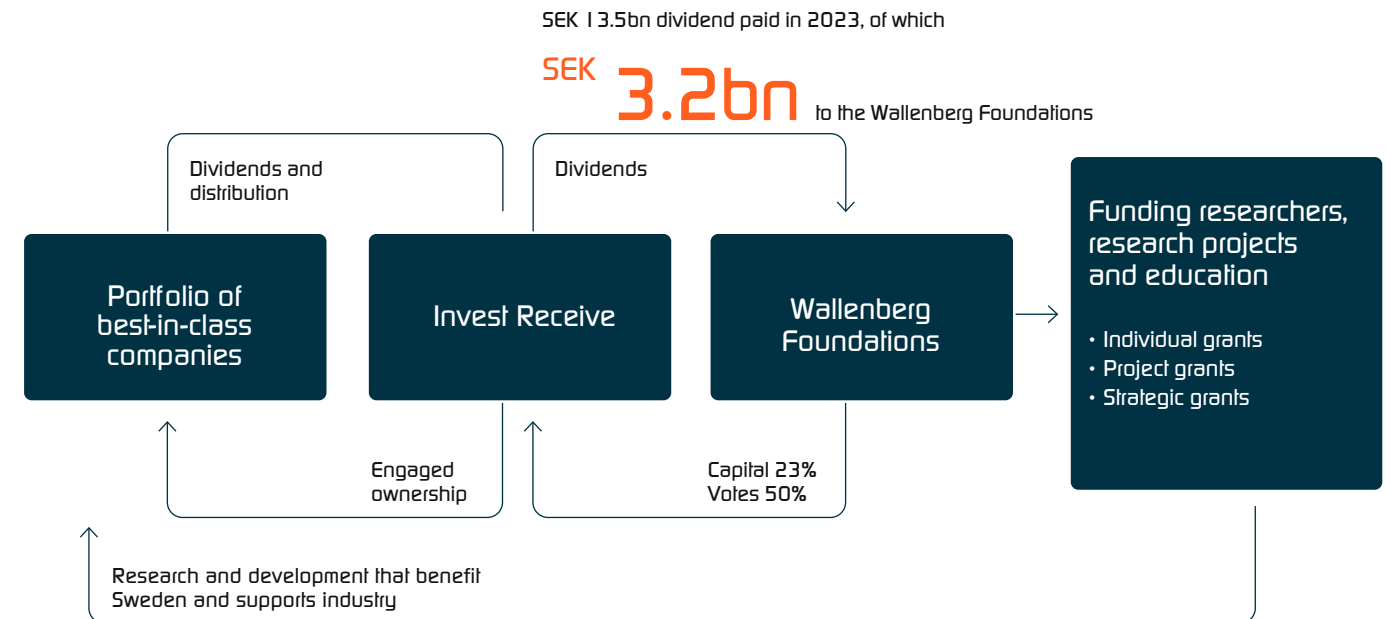 SEK 13.5bn dividend paid in 2023, of which
SEK 3.2bn to the Wallenberg Foundations
Dividends and
distribution
Dividends
Portfolio of
best-in-class
companies
Invest Receive
Wallenberg
Foundations
Funding researchers,
research projects
and education
• Individual grants
• Project grants
• Strategic grants
Engaged
ownership
Capital 23%
Votes 50%
Research and development that benefit
Sweden and supports industry